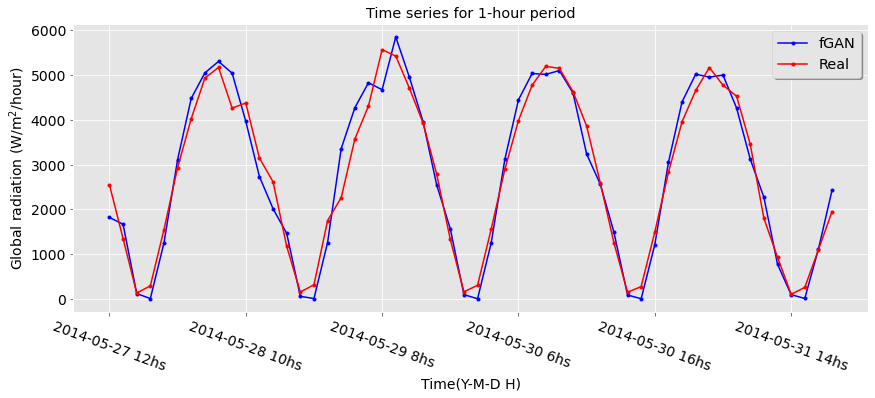 Time series for 1-hour period
Global radiation (W/m²/hour)
6000
5000
4000
3000
2000
1000
0
fGAN
Real
2014-05-27 12hs
2014-05-28 10hs
2014-05-29 8hs
2014-05-30 6hs
2014-05-30 16hs
2014-05-31 14hs
Time(Y-M-D H)